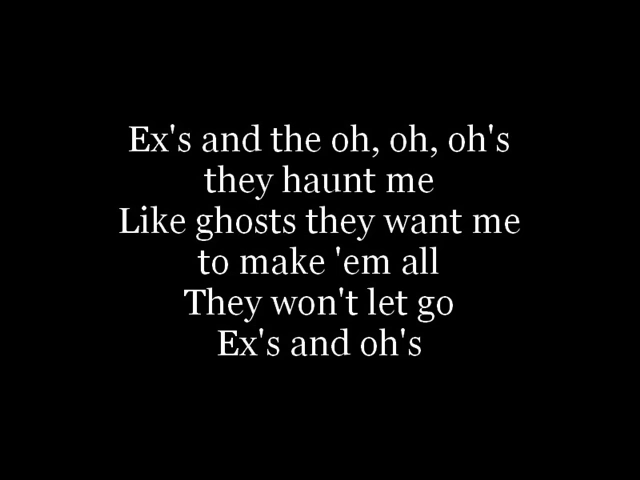 Ex's and the oh, oh, oh's
they haunt me
Like ghosts they want me
to make 'em all
They won't let go
Ex's and oh's